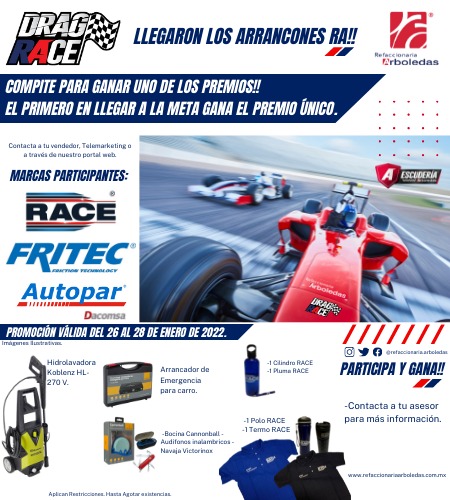 DRAG
RACE
LLEGARON LOS ARRANCONES RA!!
Refaccionaria
Arboledas
COMPITE PARA GANAR UNO DE LOS PREMIOS!!
EL PRIMERO EN LLEGAR A LA META GANA EL PREMIO ÚNICO.
Contacta a tu vendedor, Telemarketing o
a través de nuestro portal web.
MARCAS PARTICIPANTES:
RACE
FRITEC
FRICTION TECHNOLOGY
Autopar
Dacomsa
ESCUDERÍA
Refaccionaria
Arboledas
DRAG
RACE
PROMOCIÓN VÁLIDA DEL 26 AL 28 DE ENERO DE 2022.
Imágenes Ilustrativas.
@refaccionaria.arboledas
Hidrolavadora
Koblenz HL-
270 V.
Arrancador de
Emergencia
para carro.
-1 Cilindro RACE
-1 Pluma RACE
PARTICIPA Y GANA!!
-Contacta a tu asesor
para más información.
-Bocina Cannonball -
Audífonos inalambricos -
Navaja Victorinox
-1 Polo RACE
-1 Termo RACE
www.refaccionariaarboledas.com.mx
Aplican Restricciones. Hasta Agotar existencias.